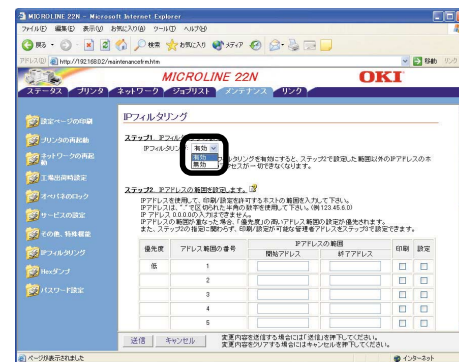 MICROLINE 22N - Microsoft Internet Explorer
ファイル(F) 編集(E) 表示(V) お気に入り(A) ツール(T) ヘルプ(H)
戻る 検索 お気に入り メディア
アドレス(D) http://192.168.0.2/maintenancefrm.htm 移動 リンク
MICROLINE 22N OKI
ステータス プリンタ ネットワーク ジョブリスト メンテナンス リンク
IPフィルタリング
設定ページの印刷
プリンタの再起動
ネットワークの再起動
工場出荷時設定
オペパネのロック
サービスの設定
その他、特殊機能
IPフィルタリング
Hexダンプ
パスワード設定
ステップ1.
有効
有効
無効
フィルタリングを有効にすると、ステップ2で設定した範囲以外のIPアドレスのホ
アクセスが一切できなくなります。
ステップ2. IPアドレスの範囲を設定します。
IPアドレスを使用して、印刷/設定を許可するホストの範囲を入力して下さい。
IPアドレスは、"."で区切られた半角の数字を使用して下さい。(例 123.45.6.0)
IP アドレス 0.0.0.0の入力はできません。
IPアドレスの範囲が重なった場合、「優先度」の高いアドレス範囲の設定が優先されます。
また、ステップ2の指定に関わらず、印刷/設定が可能な管理者アドレスをステップ3で設定できます。
優先度 アドレス範囲の番号 IPアドレスの範囲 印刷 設定
開始アドレス 終了アドレス
低 1
2
3
4
5
送信 キャンセル
変更内容を送信する場合には「送信」を押下してください。
変更内容をクリアする場合にはキャンセルを押下してください。
ページが表示されました インターネット